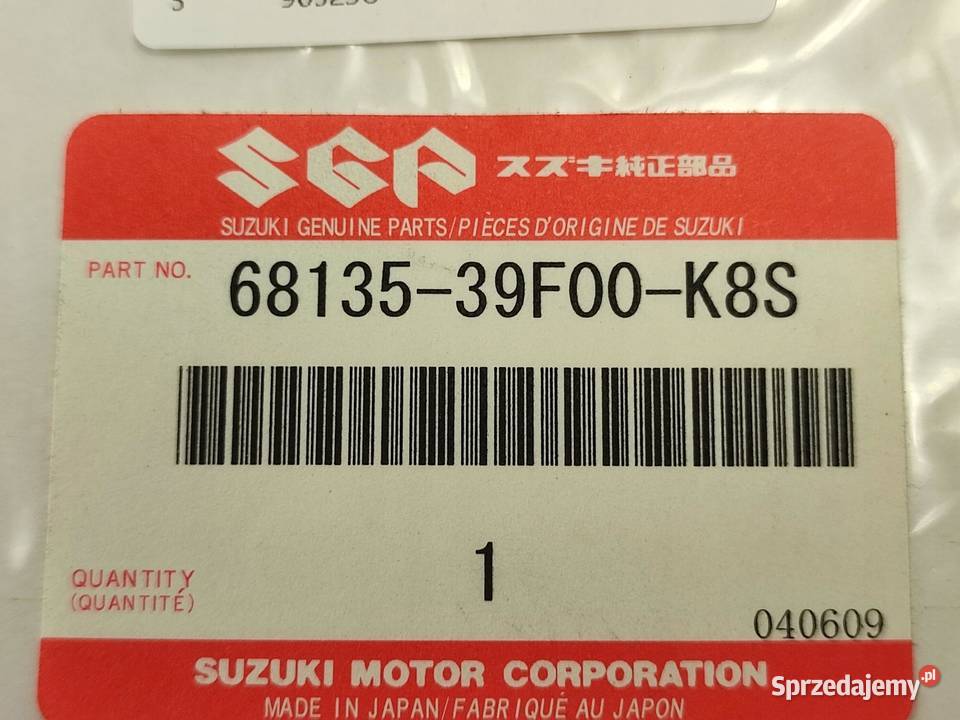 S
SGP スズキ純正部品
SUZUKI GENUINE PARTS/PIÈCES D'ORIGINE DE SUZUKI
PART NO. 68135-39F00-K8S
1
QUANTITY
(QUANTITÉ)
040609
SUZUKI MOTOR CORPORATION
MADE IN JAPAN/FABRIQUÉ AU JAPON
Sprzedajemy.pl